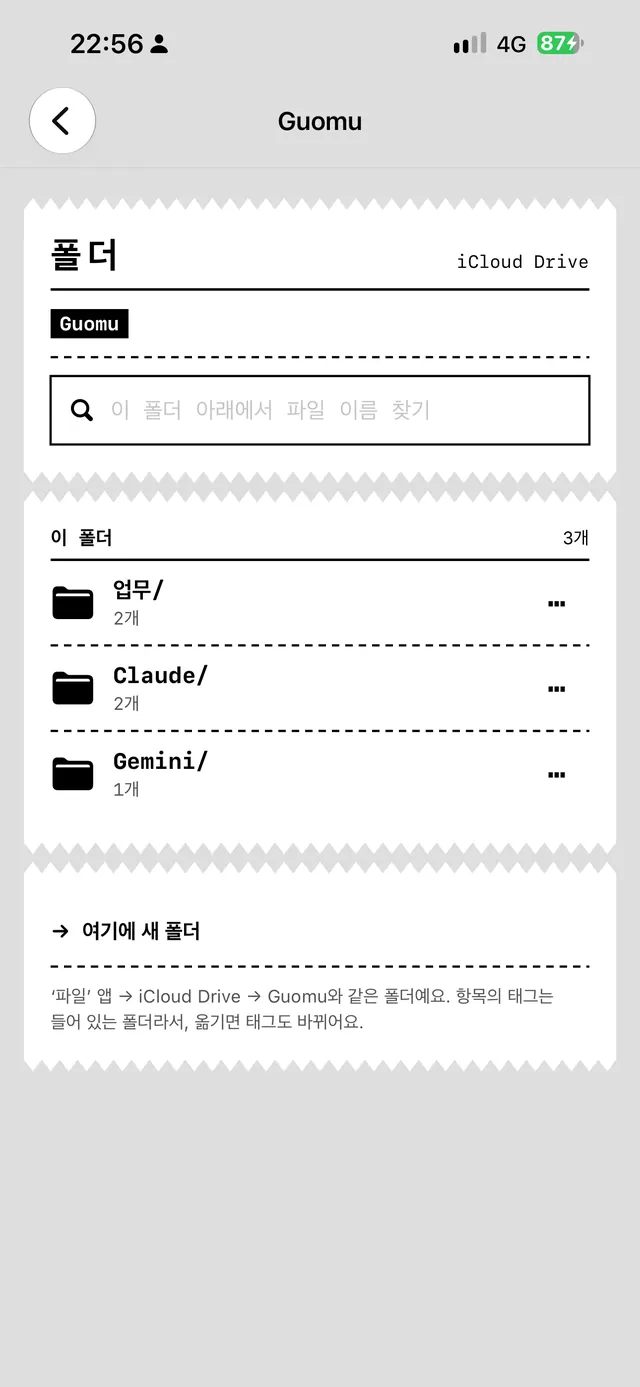 22:56
4G
87
Guomu
폴더
iCloud Drive
Guomu
이 폴더 아래에서 파일 이름 찾기
이 폴더
3개
업무/
2개
Claude/
2개
Gemini/
1개
→ 여기에 새 폴더
‘파일’ 앱 → iCloud Drive → Guomu와 같은 폴더예요. 항목의 태그는
들어 있는 폴더라서, 옮기면 태그도 바뀌어요.